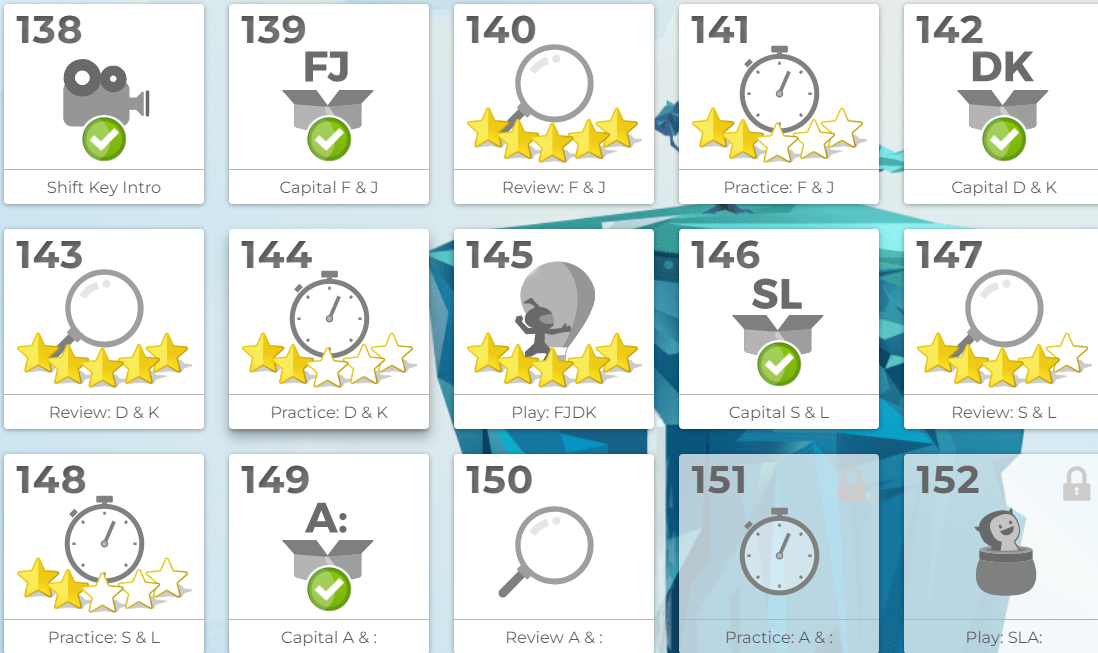 138
Shift Key Intro
139
FJ
Capital F & J
140
Review: F & J
141
Practice: F & J
142
DK
Capital D & K
143
Review: D & K
144
Practice: D & K
145
Play: FJDK
146
SL
Capital S & L
147
Review: S & L
148
Practice: S & L
149
A:
Capital A & :
150
Review A & :
151
Practice: A & :
152
Play: SLA: